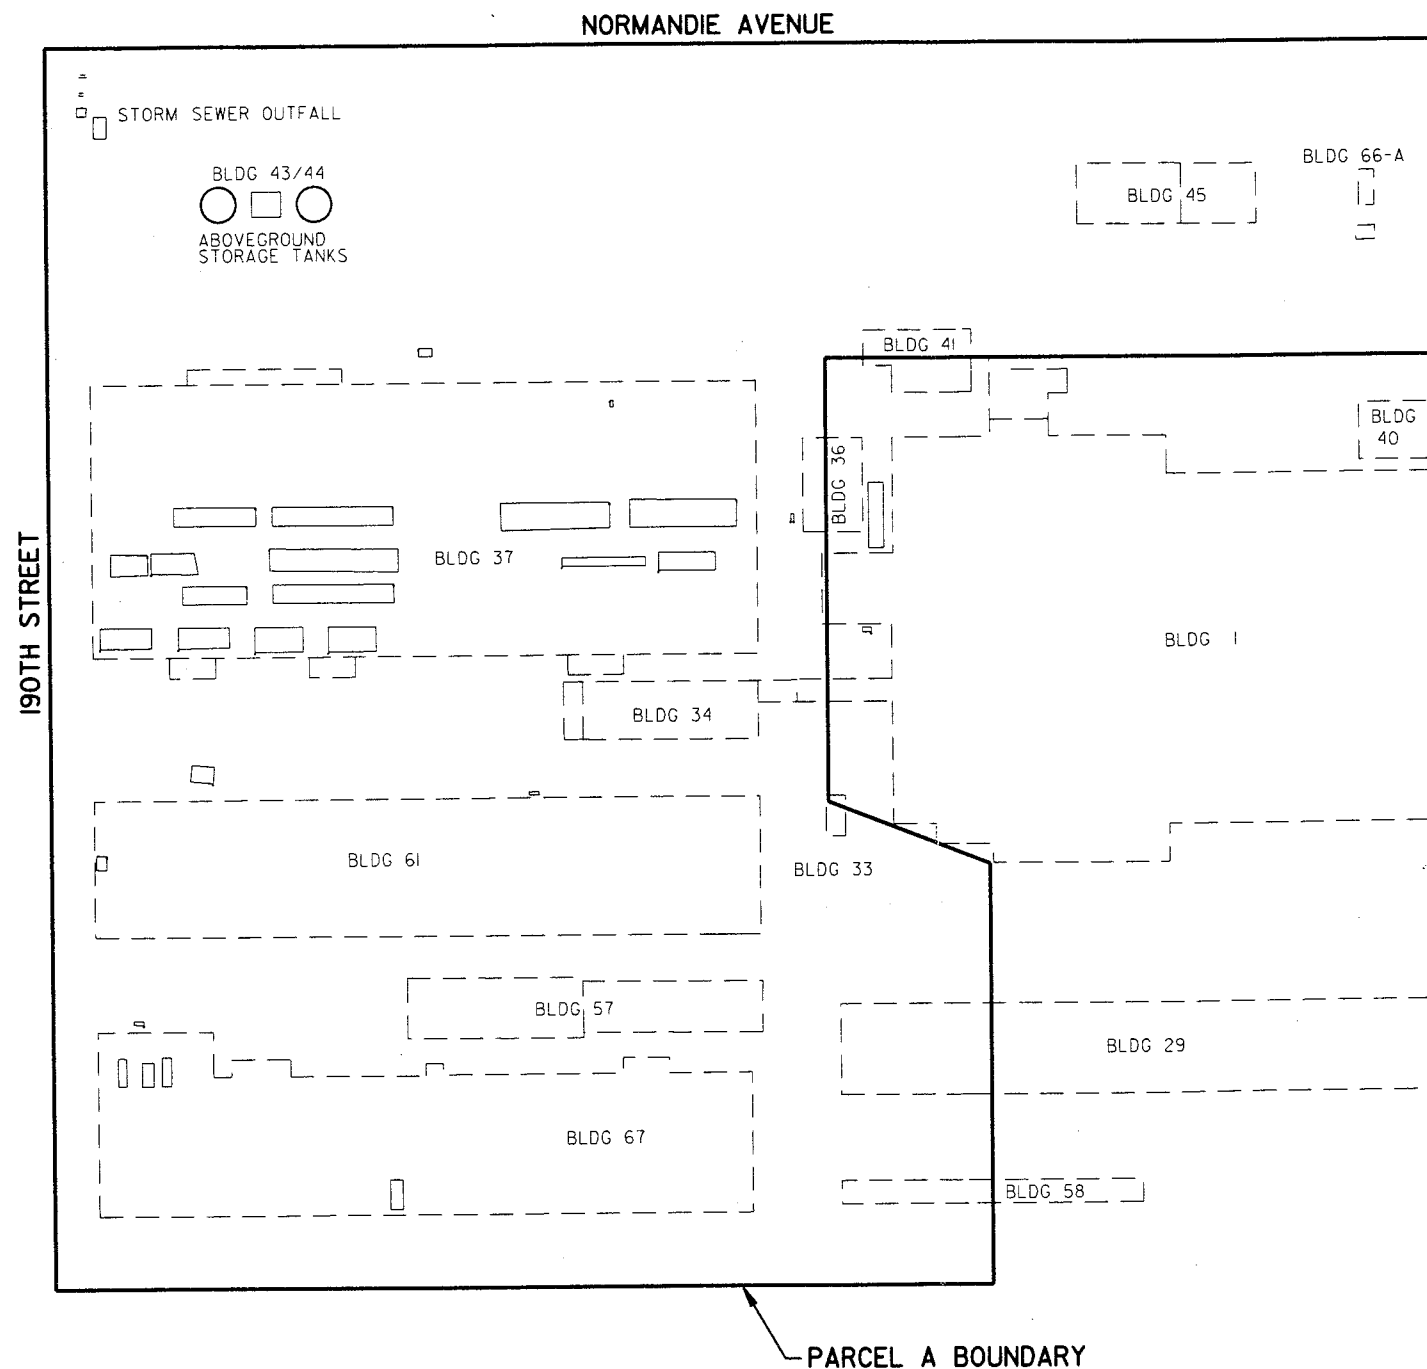 NORMANDIE AVENUE
STORM SEWER OUTFALL
BLDG 43/44
ABOVEGROUND
STORAGE TANKS
BLDG 66-A
BLDG 45
BLDG 41
BLDG
40
BLDG 36
BLDG 37
190TH STREET
BLDG 1
BLDG 34
BLDG 61
BLDG 33
BLDG 57
BLDG 29
BLDG 67
BLDG 58
PARCEL A BOUNDARY